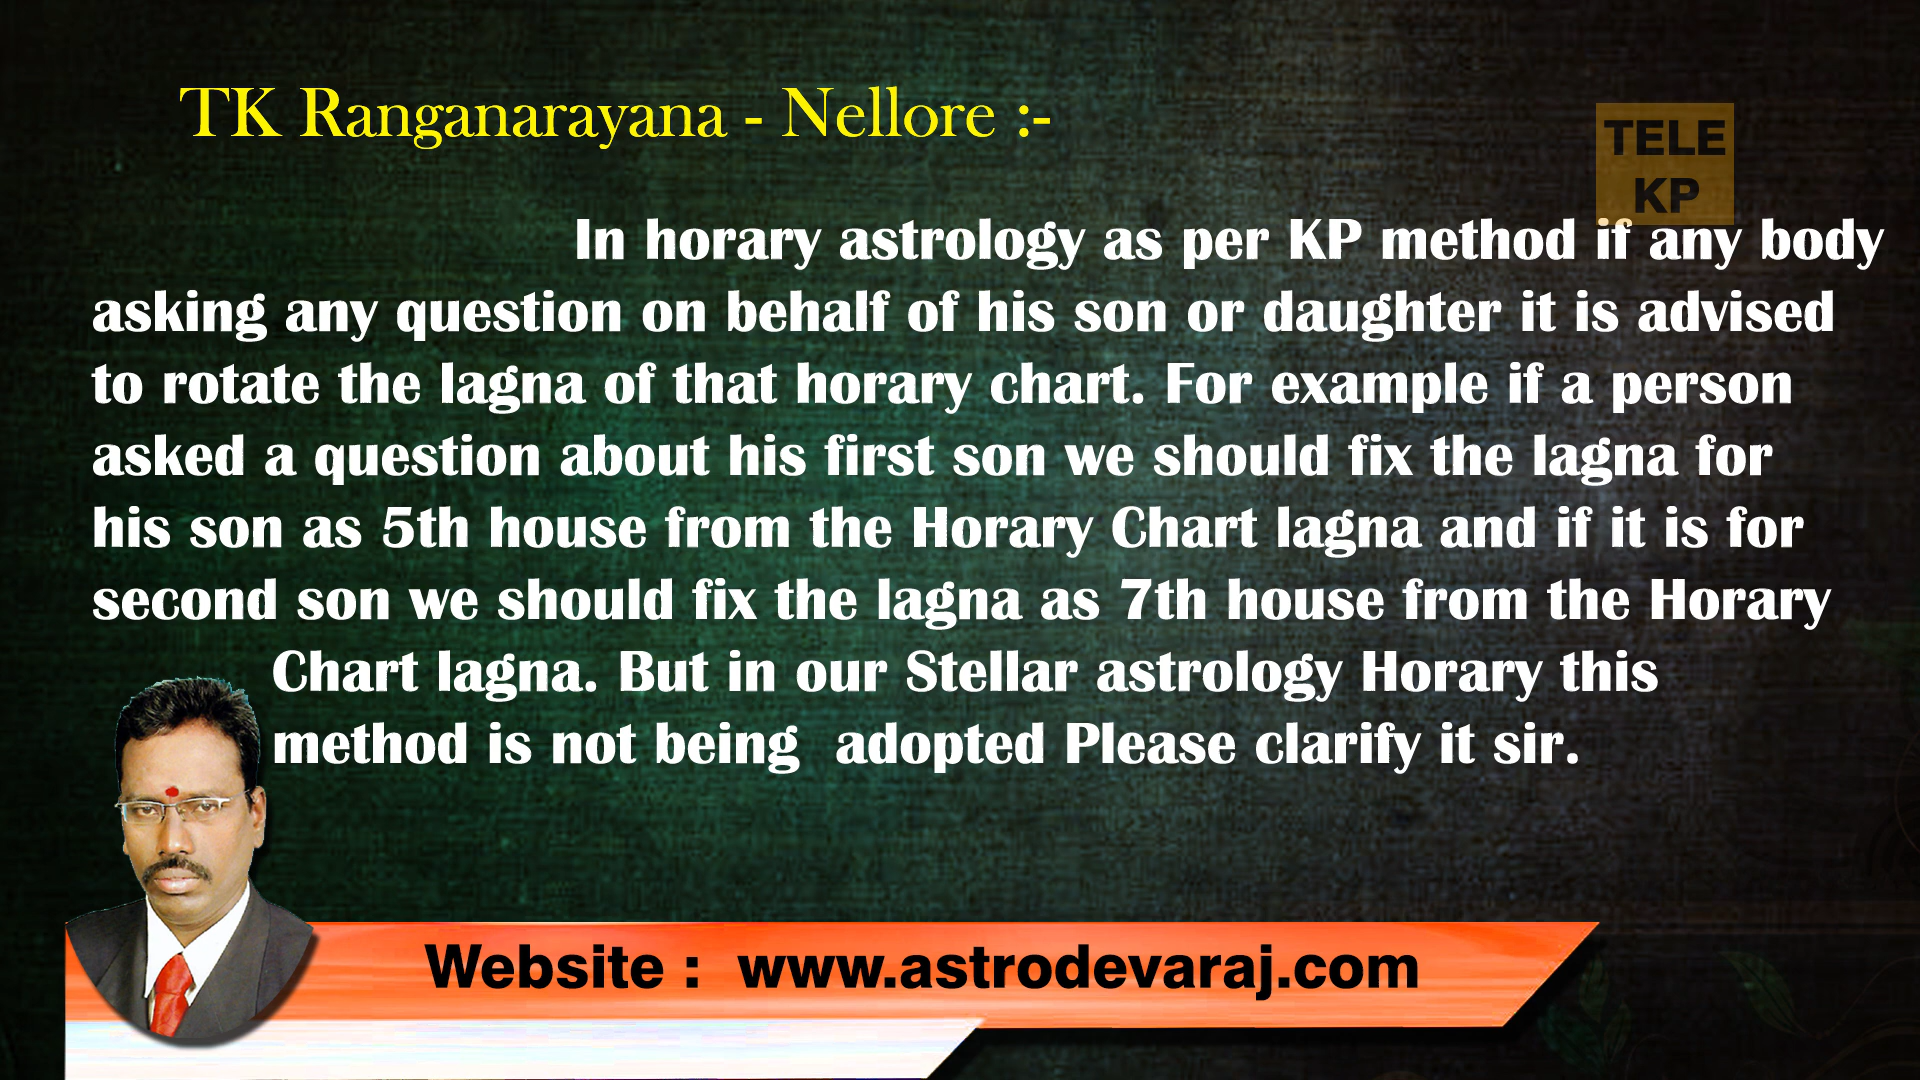 TK Ranganarayana - Nellore :-
TELE
KP
In horary astrology as per KP method if any body
asking any question on behalf of his son or daughter it is advised
to rotate the lagna of that horary chart. For example if a person
asked a question about his first son we should fix the lagna for
his son as 5th house from the Horary Chart lagna and if it is for
second son we should fix the lagna as 7th house from the Horary
Chart lagna. But in our Stellar astrology Horary this
method is not being adopted Please clarify it sir.
Website : www.astrodevaraj.com